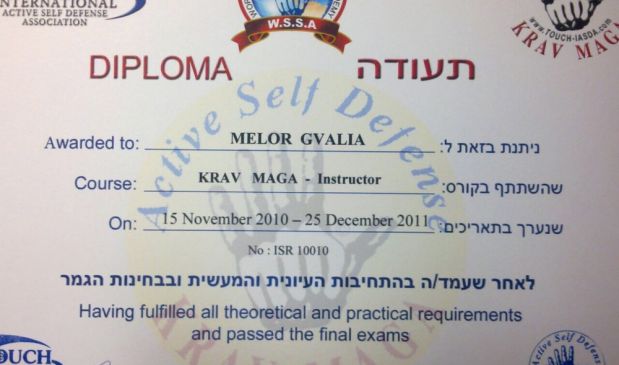 INTERNATIONAL
ACTIVE SELF DEFENSE
ASSOCIATION
W.S.S.A
www.TOUCH-IASDA.COM
KRAV MAGA
DIPLOMA תעודה
Active Self Defense
Awarded to: MELOR GVALIA ניתנת בזאת ל:
Course: KRAV MAGA - Instructor שהשתתף בקורס:
On: 15 November 2010 – 25 December 2011 שנערך בתאריכים:
No : ISR 10010
לאחר שעמד/ה בהתחיבות העיונית והמעשית ובבחינות הגמר
Having fulfilled all theoretical and practical requirements
and passed the final exams
KRAV MAGA
TOUCH
Active Self Defense